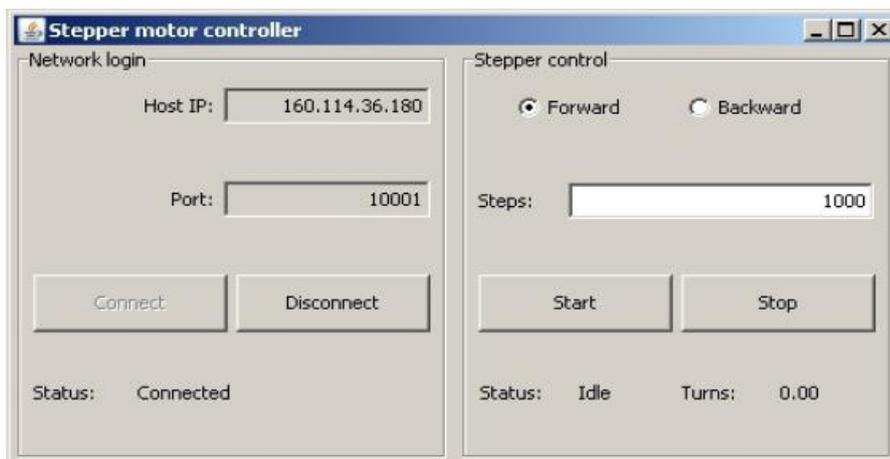 Stepper motor controller
Network login
Host IP: 160.114.36.180
Port: 10001
Connect Disconnect
Status: Connected
Stepper control
Forward Backward
Steps: 1000
Start Stop
Status: Idle Turns: 0.00